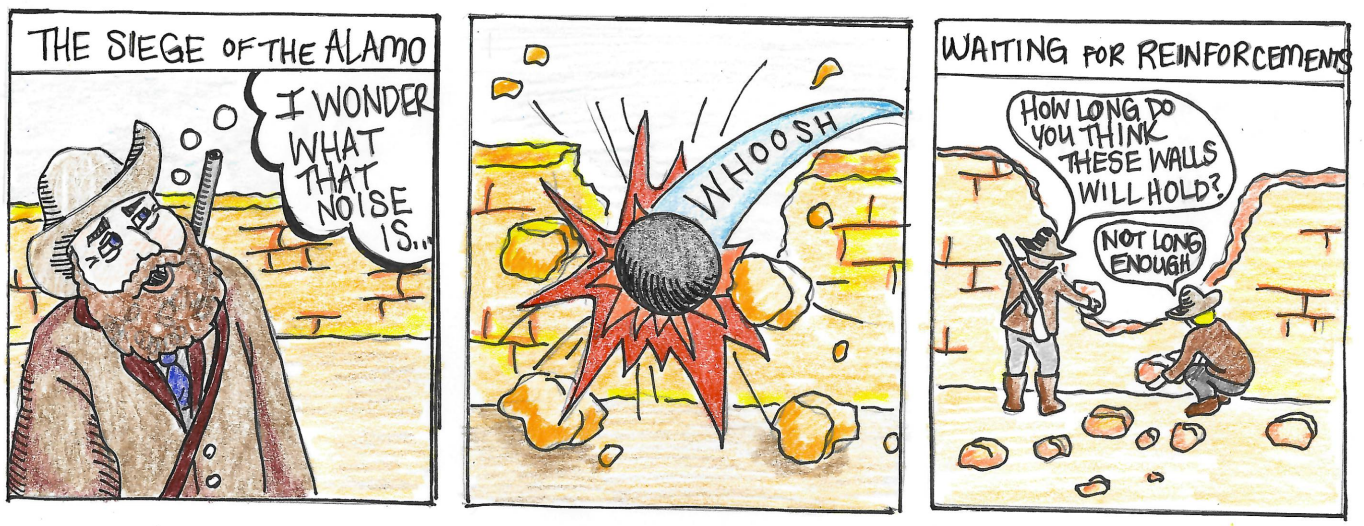 THE SIEGE OF THE ALAMO
I WONDER
WHAT
THAT
NOISE
IS...
WHOOSH
WAITING FOR REINFORCEMENTS
HOW LONG DO
YOU THINK
THESE WALLS
WILL HOLD?
NOT LONG
ENOUGH